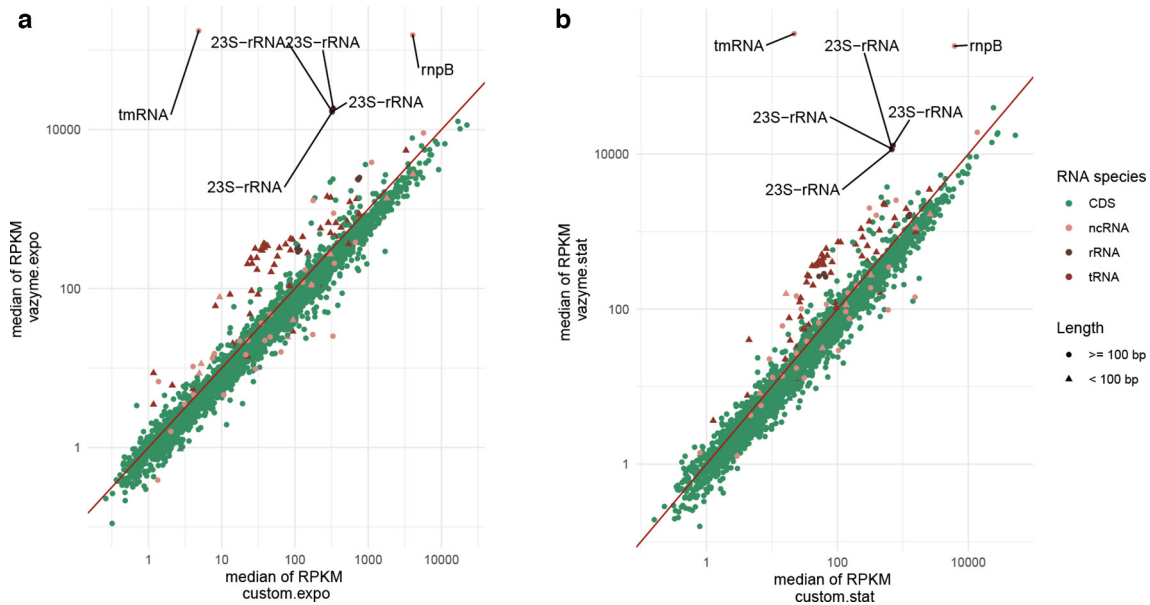 a
b
23S−rRNA
23S−rRNA
tmRNA
rnpB
23S−rRNA
23S−rRNA
10000
100
1
median of RPKM
vazyme.expo
1
10
100
1000
10000
median of RPKM
custom.expo
tmRNA
23S−rRNA
rnpB
23S−rRNA
23S−rRNA
23S−rRNA
10000
100
1
median of RPKM
vazyme.stat
1
100
10000
median of RPKM
custom.stat
RNA species
CDS
ncRNA
rRNA
tRNA
Length
>= 100 bp
< 100 bp